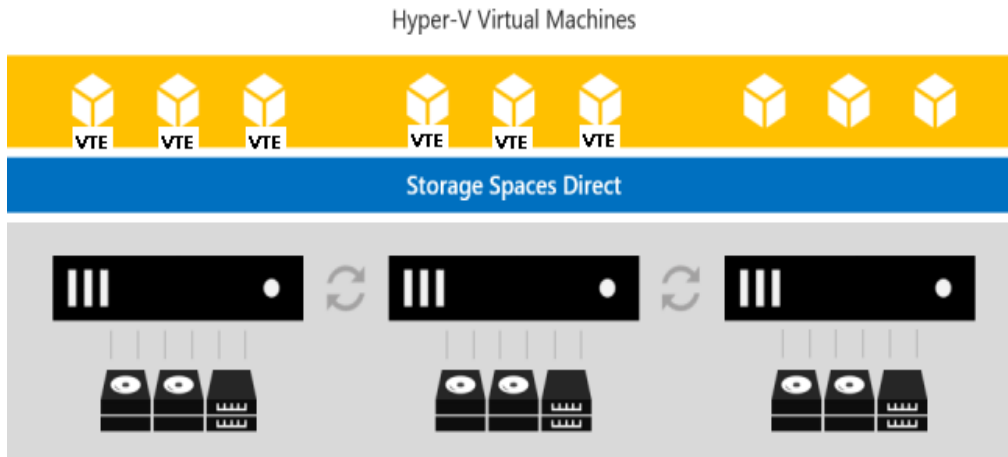 Hyper-V Virtual Machines
VTE VTE VTE VTE VTE VTE
Storage Spaces Direct